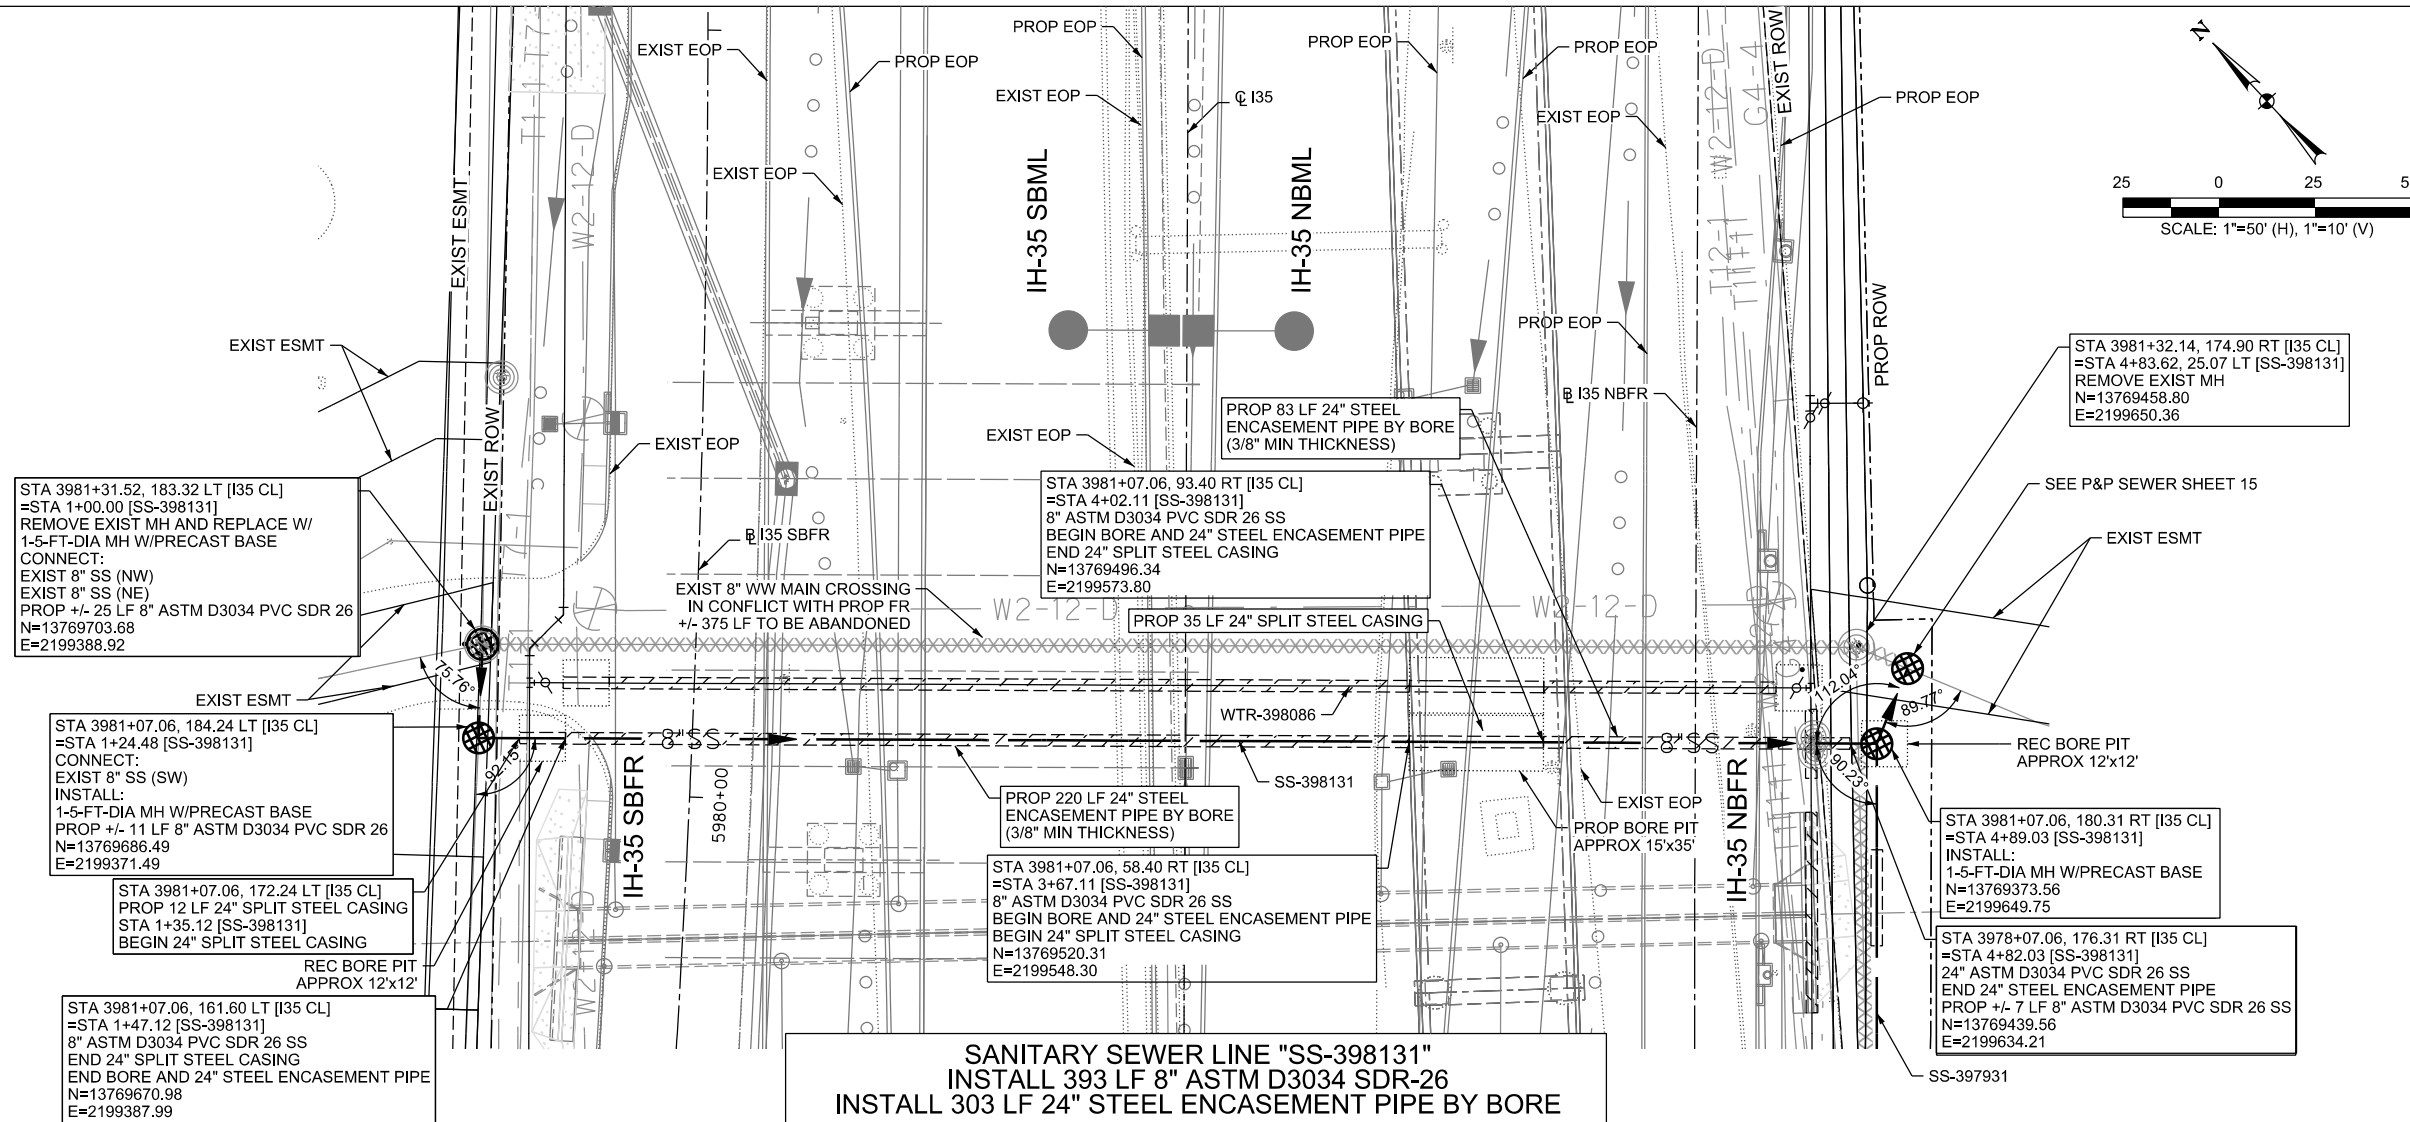 EXIST EOP
PROP EOP
PROP EOP
EXIST EOP
EXIST EOP
℄ I35
PROP EOP
PROP EOP
EXIST EOP
EXIST ROW
PROP EOP
N
25 0 25 5
SCALE: 1"=50' (H), 1"=10' (V)
EXIST ESMT
W2-12-D
IH-35 SBML
IH-35 NBML
W2-12-D
G4-4
T12-1
T1111
PROP EOP
PROP ROW
EXIST ESMT
EXIST ROW
EXIST EOP
EXIST EOP
PROP 83 LF 24" STEEL
ENCASEMENT PIPE BY BORE
(3/8" MIN THICKNESS)
B I35 NBFR
STA 3981+32.14, 174.90 RT [I35 CL]
=STA 4+83.62, 25.07 LT [SS-398131]
REMOVE EXIST MH
N=13769458.80
E=2199650.36
STA 3981+31.52, 183.32 LT [I35 CL]
=STA 1+00.00 [SS-398131]
REMOVE EXIST MH AND REPLACE W/
1-5-FT-DIA MH W/PRECAST BASE
CONNECT:
EXIST 8" SS (NW)
EXIST 8" SS (NE)
PROP +/- 25 LF 8" ASTM D3034 PVC SDR 26
N=13769703.68
E=2199388.92
B I35 SBFR
STA 3981+07.06, 93.40 RT [I35 CL]
=STA 4+02.11 [SS-398131]
8" ASTM D3034 PVC SDR 26 SS
BEGIN BORE AND 24" STEEL ENCASEMENT PIPE
END 24" SPLIT STEEL CASING
N=13769496.34
E=2199573.80
SEE P&P SEWER SHEET 15
EXIST ESMT
EXIST 8" WW MAIN CROSSING
IN CONFLICT WITH PROP FR
+/- 375 LF TO BE ABANDONED
W2-12-D
W2-12-D
PROP 35 LF 24" SPLIT STEEL CASING
EXIST ESMT
75.76°
112.04°
89.77°
WTR-398086
STA 3981+07.06, 184.24 LT [I35 CL]
=STA 1+24.48 [SS-398131]
CONNECT:
EXIST 8" SS (SW)
INSTALL:
1-5-FT-DIA MH W/PRECAST BASE
PROP +/- 11 LF 8" ASTM D3034 PVC SDR 26
N=13769686.49
E=2199371.49
8"SS
8"SS
92.15°
90.23°
REC BORE PIT
APPROX 12'x12'
SS-398131
IH-35 SBFR
5980+00
PROP 220 LF 24" STEEL
ENCASEMENT PIPE BY BORE
(3/8" MIN THICKNESS)
EXIST EOP
PROP BORE PIT
APPROX 15'x35'
IH-35 NBFR
STA 3981+07.06, 180.31 RT [I35 CL]
=STA 4+89.03 [SS-398131]
INSTALL:
1-5-FT-DIA MH W/PRECAST BASE
N=13769373.56
E=2199649.75
STA 3981+07.06, 172.24 LT [I35 CL]
PROP 12 LF 24" SPLIT STEEL CASING
STA 1+35.12 [SS-398131]
BEGIN 24" SPLIT STEEL CASING
STA 3981+07.06, 58.40 RT [I35 CL]
=STA 3+67.11 [SS-398131]
8" ASTM D3034 PVC SDR 26 SS
BEGIN BORE AND 24" STEEL ENCASEMENT PIPE
BEGIN 24" SPLIT STEEL CASING
N=13769520.31
E=2199548.30
REC BORE PIT
APPROX 12'x12'
STA 3978+07.06, 176.31 RT [I35 CL]
=STA 4+82.03 [SS-398131]
24" ASTM D3034 PVC SDR 26 SS
END 24" STEEL ENCASEMENT PIPE
PROP +/- 7 LF 8" ASTM D3034 PVC SDR 26 SS
N=13769439.56
E=2199634.21
STA 3981+07.06, 161.60 LT [I35 CL]
=STA 1+47.12 [SS-398131]
8" ASTM D3034 PVC SDR 26 SS
END 24" SPLIT STEEL CASING
END BORE AND 24" STEEL ENCASEMENT PIPE
N=13769670.98
E=2199387.99
SS-397931
SANITARY SEWER LINE "SS-398131"
INSTALL 393 LF 8" ASTM D3034 SDR-26
INSTALL 303 LF 24" STEEL ENCASEMENT PIPE BY BORE